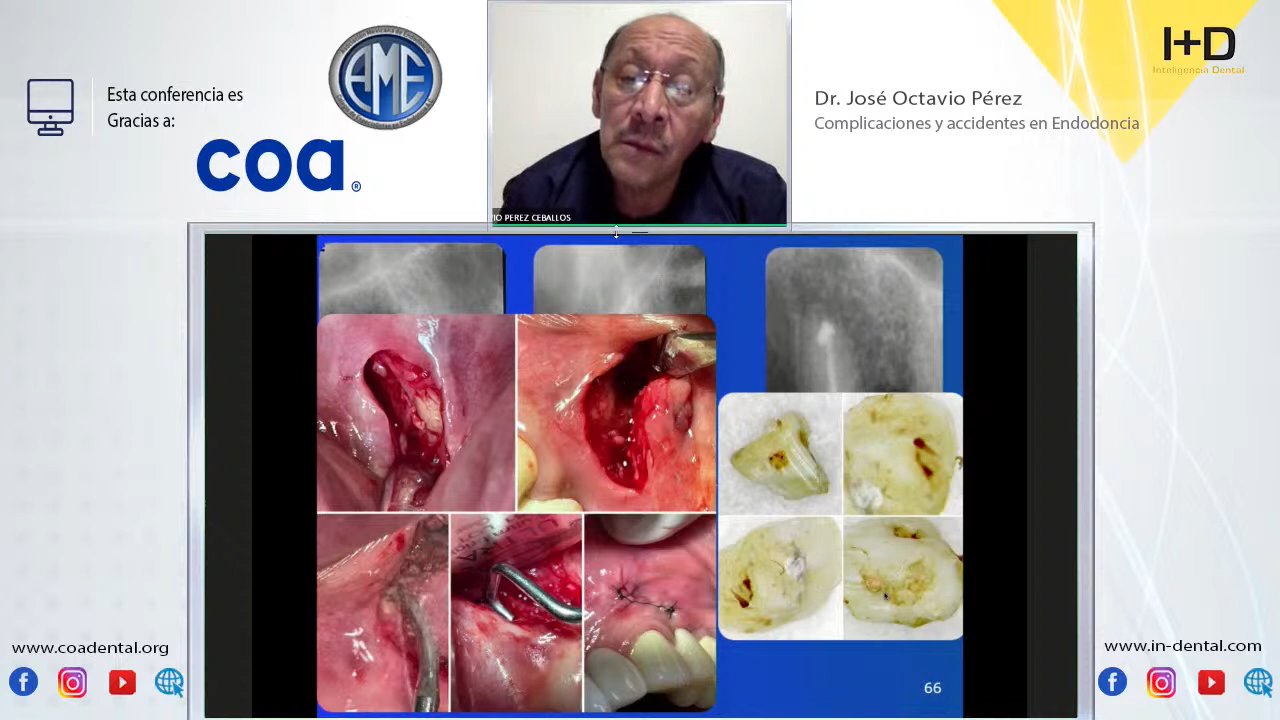 Esta conferencia es
Gracias a:
coa®
AME
IO PEREZ CEBALLOS
I+D
Inteligencia Dental
Dr. José Octavio Pérez
Complicaciones y accidentes en Endodoncia
66
www.coadental.org
www.in-dental.com